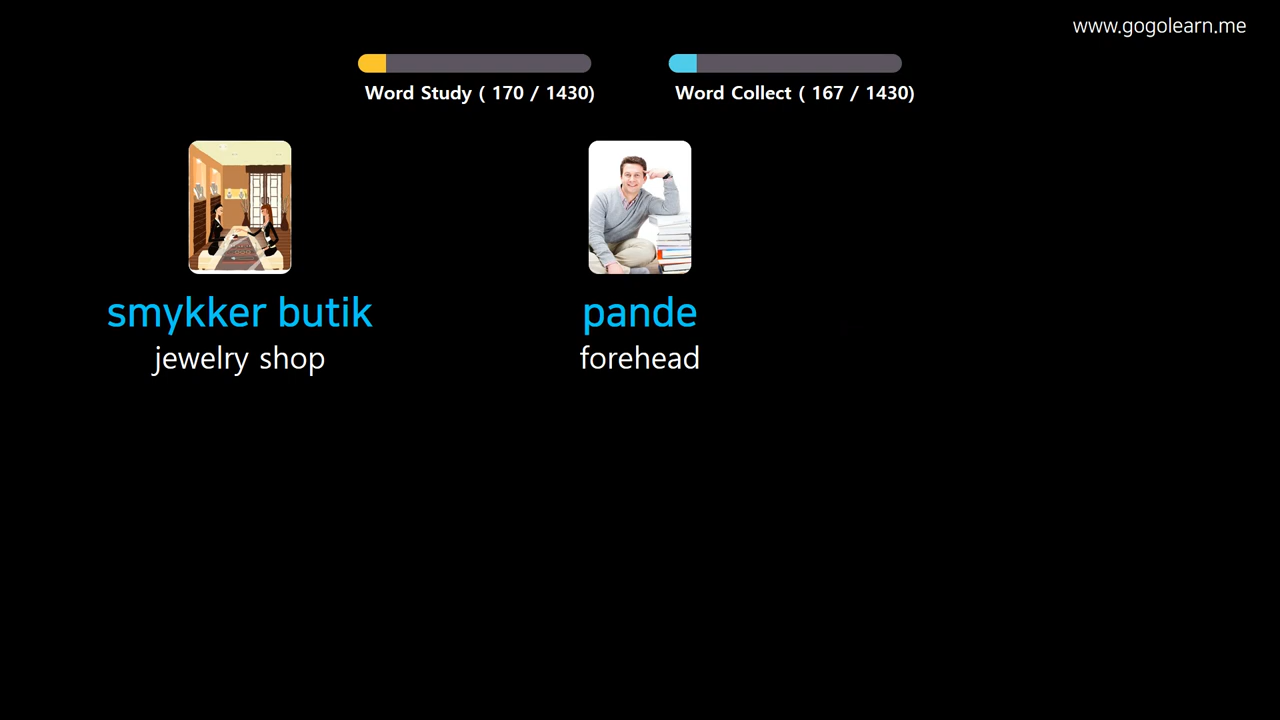 www.gogolearn.me
Word Study ( 170 / 1430)
Word Collect ( 167 / 1430)
smykker butik
jewelry shop
pande
forehead